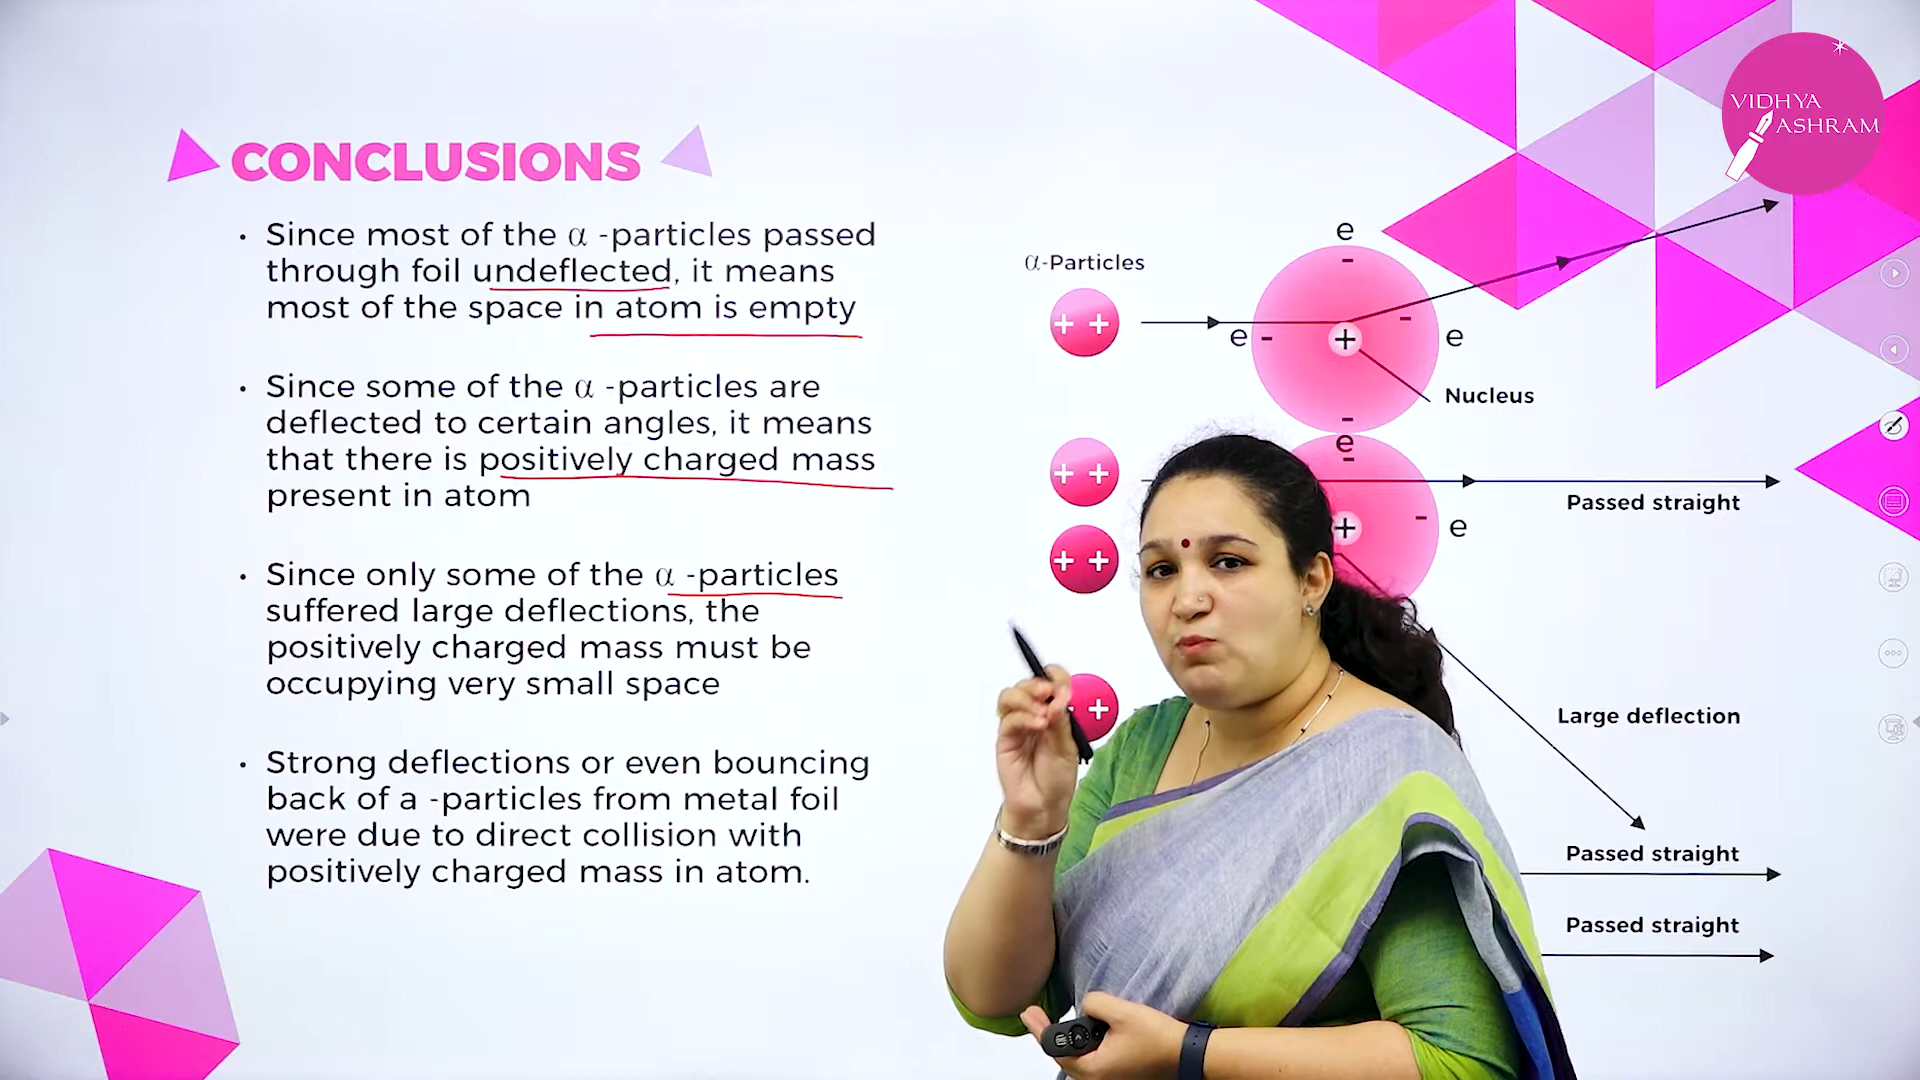 VIDHYA
ASHRAM
CONCLUSIONS
• Since most of the α -particles passed
through foil undeflected, it means
most of the space in atom is empty
• Since some of the α -particles are
deflected to certain angles, it means
that there is positively charged mass
present in atom
• Since only some of the α -particles
suffered large deflections, the
positively charged mass must be
occupying very small space
• Strong deflections or even bouncing
back of a -particles from metal foil
were due to direct collision with
positively charged mass in atom.
α-Particles
e
-
+ +
e - + - e
Nucleus
-
e
-
+ +
Passed straight
+ - e
+ +
+
Large deflection
Passed straight
Passed straight